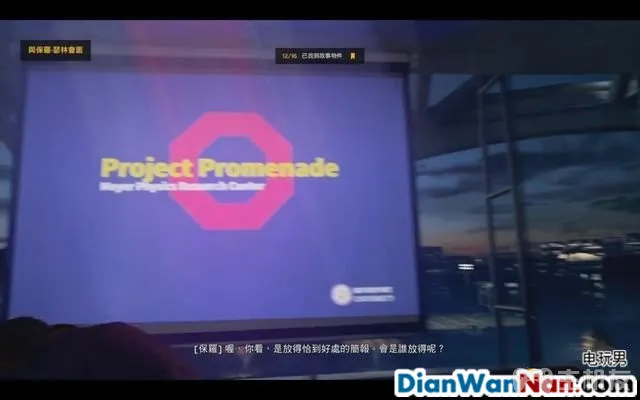 與保羅·瑟林會面
12/16 已找到故事物件
Project Promenade
Meyer Physics Research Center
UNIVERSITY
[保羅] 喔，你看，是放得恰到好處的簡報。會是誰放得呢？
电玩男
DianWanNan.com